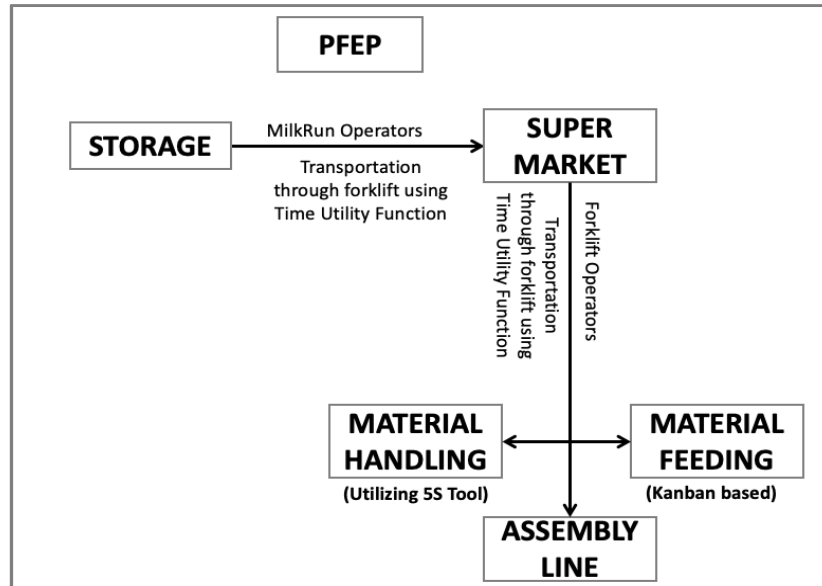 PFEP
STORAGE
MilkRun Operators
Transportation
through forklift using
Time Utility Function
SUPER
MARKET
Forklift Operators
Transportation
through forklift using
Time Utility Function
MATERIAL
HANDLING
(Utilizing 5S Tool)
MATERIAL
FEEDING
(Kanban based)
ASSEMBLY
LINE